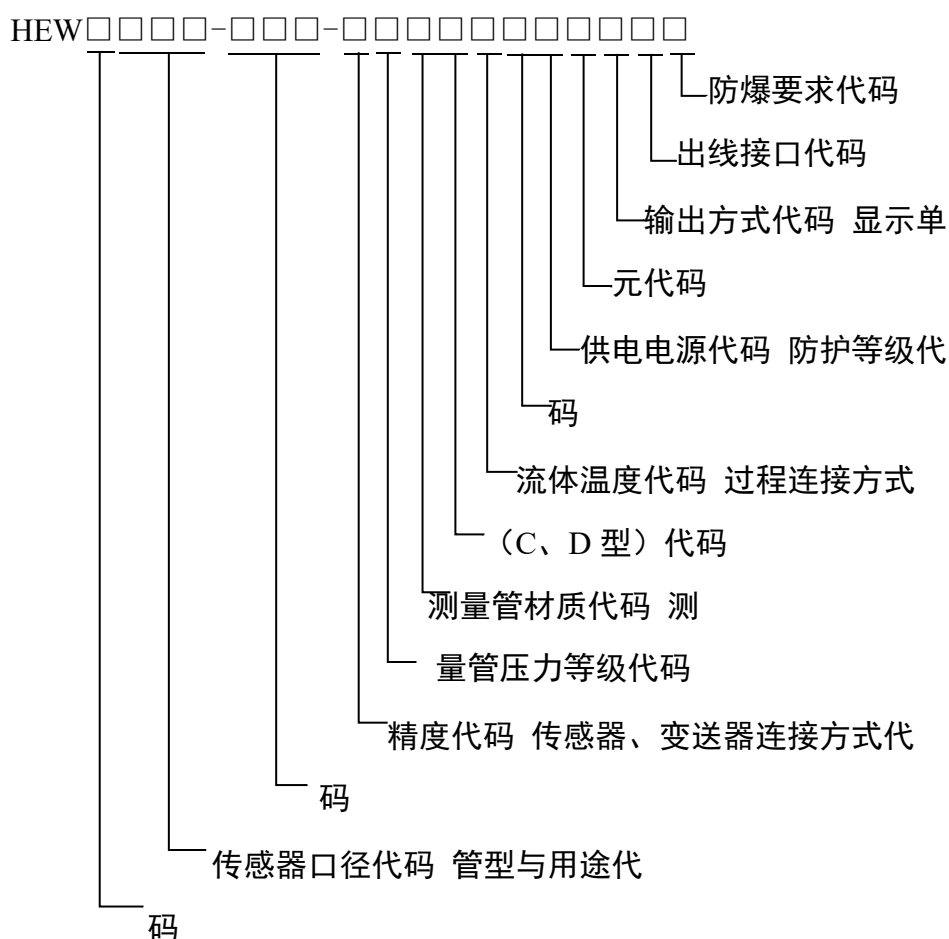 HEW□□□□-□□□-□□□□□□□□□□□
防爆要求代码
出线接口代码
输出方式代码 显示单
元代码
供电电源代码 防护等级代
码
流体温度代码 过程连接方式
（C、D 型）代码
测量管材质代码 测
量管压力等级代码
精度代码 传感器、变送器连接方式代
码
传感器口径代码 管型与用途代
码